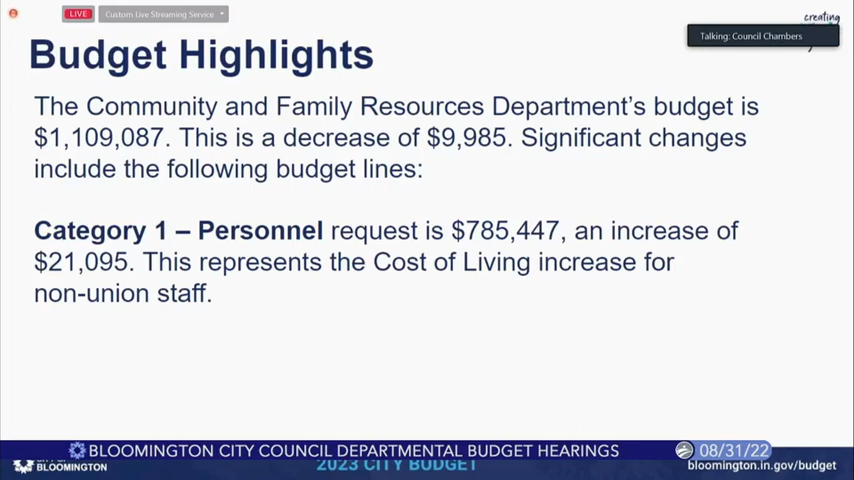 LIVE
Custom Live Streaming Service
creating
Talking: Council Chambers
Budget Highlights
The Community and Family Resources Department's budget is
$1,109,087. This is a decrease of $9,985. Significant changes
include the following budget lines:
Category 1 – Personnel request is $785,447, an increase of
$21,095. This represents the Cost of Living increase for
non-union staff.
BLOOMINGTON CITY COUNCIL DEPARTMENTAL BUDGET HEARINGS
08/31/22
BLOOMINGTON
2023 CITY BUDGET
bloomington.in.gov/budget